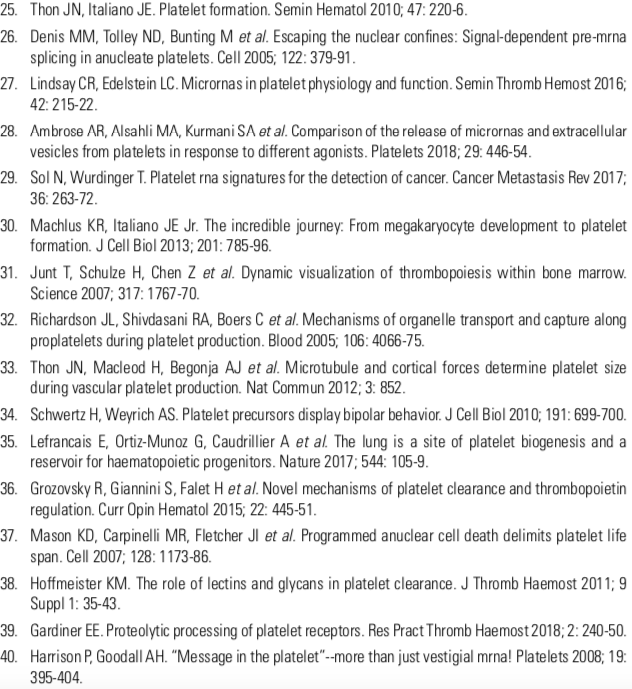 25. Thon JN, Italiano JE. Platelet formation. Semin Hematol 2010; 47: 220-6.
26. Denis MM, Tolley ND, Bunting M et al. Escaping the nuclear confines: Signal-dependent pre-mrna
splicing in anucleate platelets. Cell 2005; 122: 379-91.
27. Lindsay CR, Edelstein LC. Micrornas in platelet physiology and function. Semin Thromb Hemost 2016;
42: 215-22.
28. Ambrose AR, Alsahli MA, Kurmani SA et al. Comparison of the release of micrornas and extracellular
vesicles from platelets in response to different agonists. Platelets 2018; 29: 446-54.
29. Sol N, Wurdinger T. Platelet rna signatures for the detection of cancer. Cancer Metastasis Rev 2017;
36: 263-72.
30. Machlus KR, Italiano JE Jr. The incredible journey: From megakaryocyte development to platelet
formation. J Cell Biol 2013; 201: 785-96.
31. Junt T, Schulze H, Chen Z et al. Dynamic visualization of thrombopoiesis within bone marrow.
Science 2007; 317: 1767-70.
32. Richardson JL, Shivdasani RA, Boers C et al. Mechanisms of organelle transport and capture along
proplatelets during platelet production. Blood 2005; 106: 4066-75.
33. Thon JN, Macleod H, Begonja AJ et al. Microtubule and cortical forces determine platelet size
during vascular platelet production. Nat Commun 2012; 3: 852.
34. Schwertz H, Weyrich AS. Platelet precursors display bipolar behavior. J Cell Biol 2010; 191: 699-700.
35. Lefrancais E, Ortiz-Munoz G, Caudrillier A et al. The lung is a site of platelet biogenesis and a
reservoir for haematopoietic progenitors. Nature 2017; 544: 105-9.
36. Grozovsky R, Giannini S, Falet H et al. Novel mechanisms of platelet clearance and thrombopoietin
regulation. Curr Opin Hematol 2015; 22: 445-51.
37. Mason KD, Carpinelli MR, Fletcher JI et al. Programmed anuclear cell death delimits platelet life
span. Cell 2007; 128: 1173-86.
38. Hoffmeister KM. The role of lectins and glycans in platelet clearance. J Thromb Haemost 2011; 9
Suppl 1: 35-43.
39. Gardiner EE. Proteolytic processing of platelet receptors. Res Pract Thromb Haemost 2018; 2: 240-50.
40. Harrison P, Goodall AH. "Message in the platelet"--more than just vestigial mrna! Platelets 2008; 19:
395-404.